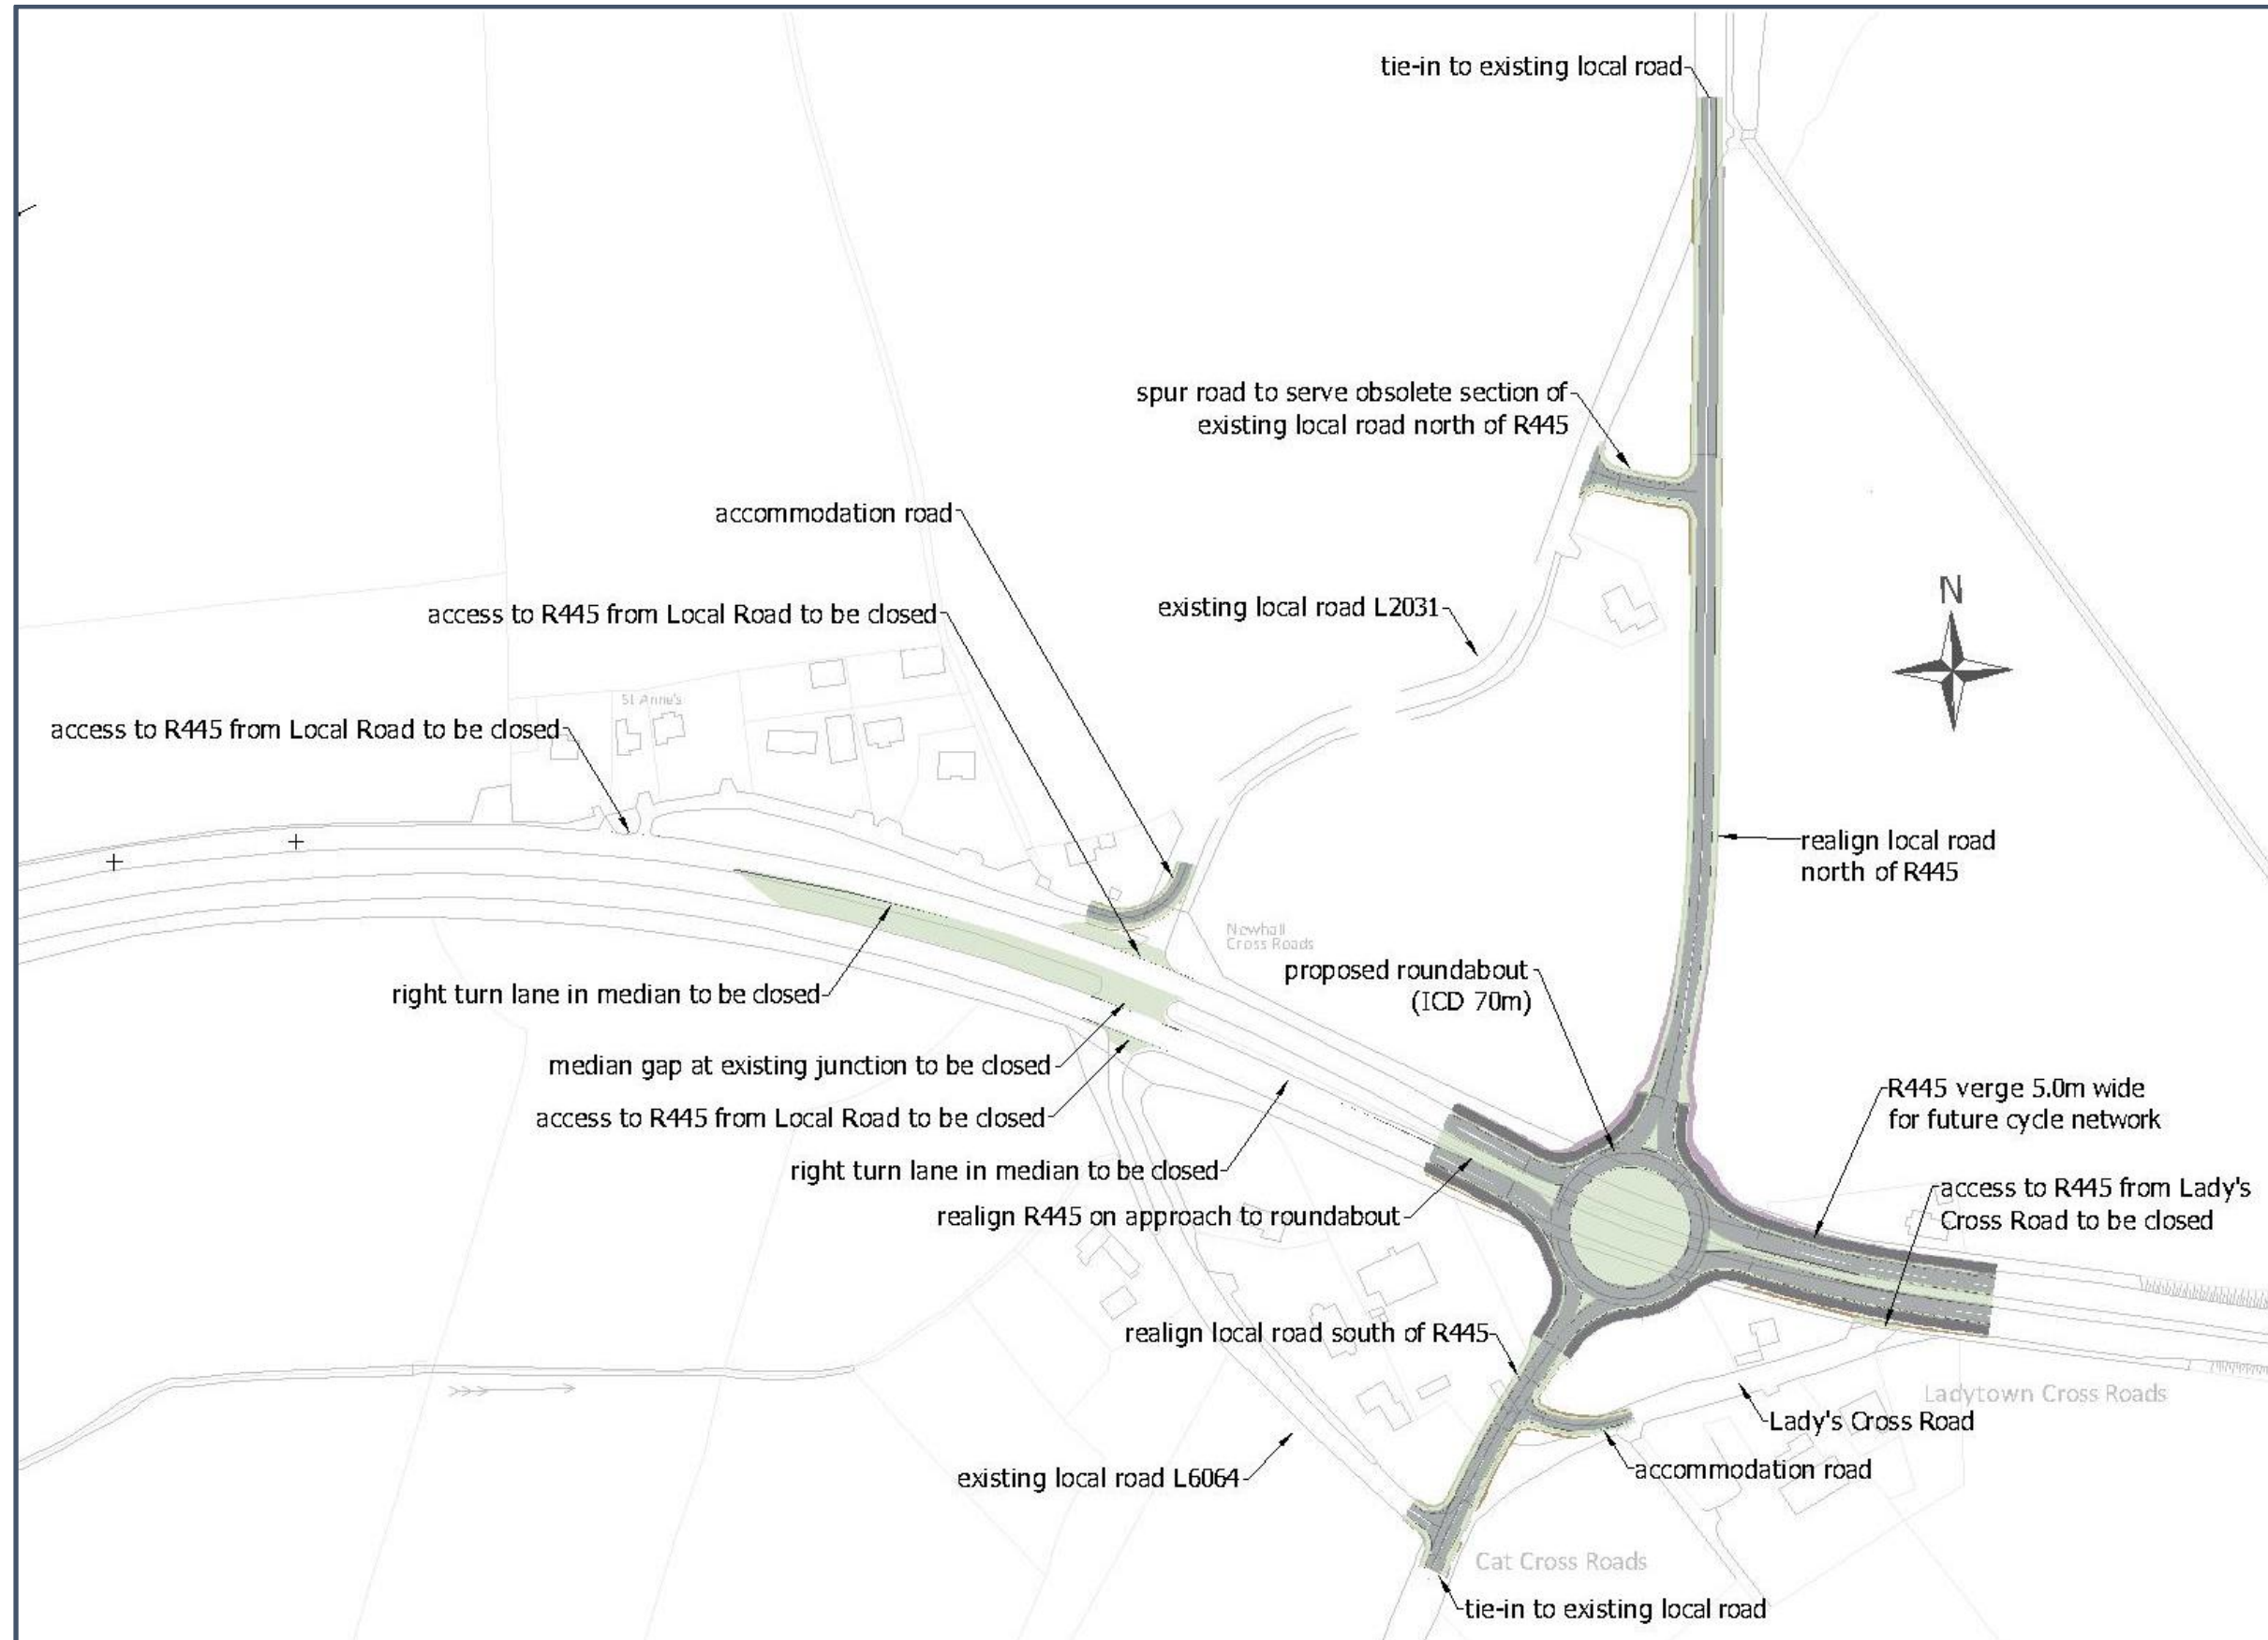 tie-in to existing local road
spur road to serve obsolete section of
existing local road north of R445
accommodation road
access to R445 from Local Road to be closed
existing local road L2031
N
St Anne's
access to R445 from Local Road to be closed
realign local road
north of R445
Newhall
Cross Roads
proposed roundabout
(ICD 70m)
right turn lane in median to be closed
median gap at existing junction to be closed
R445 verge 5.0m wide
for future cycle network
access to R445 from Local Road to be closed
right turn lane in median to be closed
access to R445 from Lady's
Cross Road to be closed
realign R445 on approach to roundabout
realign local road south of R445
Ladytown Cross Roads
Lady's Cross Road
accommodation road
existing local road L6064
Cat Cross Roads
tie-in to existing local road